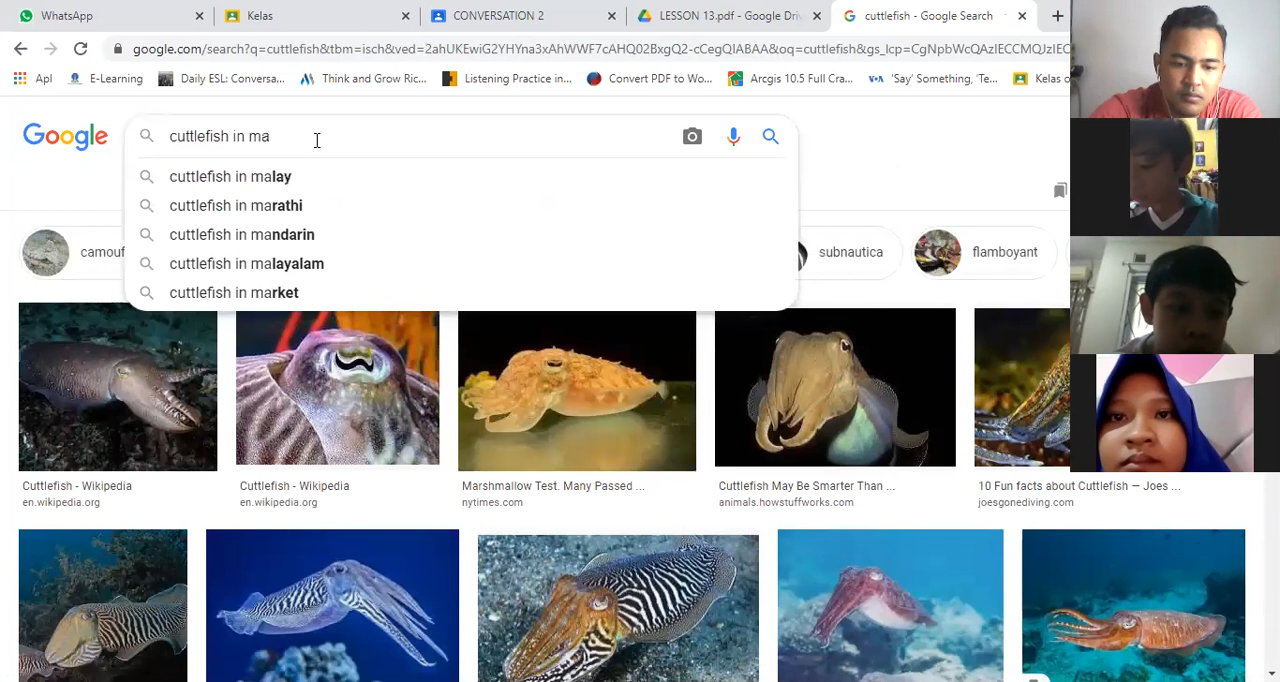 WhatsApp
Kelas
CONVERSATION 2
LESSON 13.pdf - Google Dri
cuttlefish - Google Search
google.com/search?q=cuttlefish&tbm=isch&ved=2ahUKEwiG2YHYna3xAhWWF7cAHQ02BxgQ2-cCegQIABAA&oq=cuttlefish&gs_lcp=CgNpbWcQAzIECCMQJzIEC
Apl
E-Learning
Daily ESL: Conversa...
Think and Grow Ric...
Listening Practice in...
Convert PDF to Wo...
Arcgis 10.5 Full Cra...
VOA 'Say' Something, 'Te...
Kelas
Google
cuttlefish in ma
cuttlefish in malay
cuttlefish in marathi
cuttlefish in mandarin
cuttlefish in malayalam
cuttlefish in market
camouf
subnautica
flamboyant
Cuttlefish - Wikipedia
en.wikipedia.org
Cuttlefish - Wikipedia
en.wikipedia.org
Marshmallow Test. Many Passed ...
nytimes.com
Cuttlefish May Be Smarter Than ...
animals.howstuffworks.com
10 Fun facts about Cuttlefish — Joes ...
joesgonediving.com